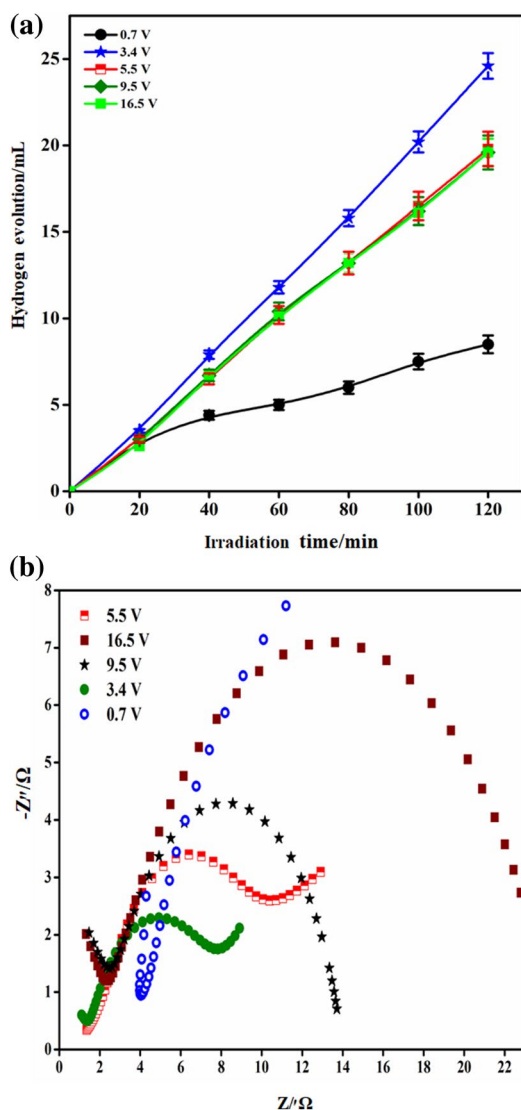 (a)
0.7 V
3.4 V
5.5 V
9.5 V
16.5 V
Hydrogen evolution/mL
25
20
15
10
5
0
0 20 40 60 80 100 120
Irradiation time/min
(b)
5.5 V
16.5 V
9.5 V
3.4 V
0.7 V
-Z''/Ω
8
7
6
5
4
3
2
1
0
0 2 4 6 8 10 12 14 16 18 20 22
Z/'Ω